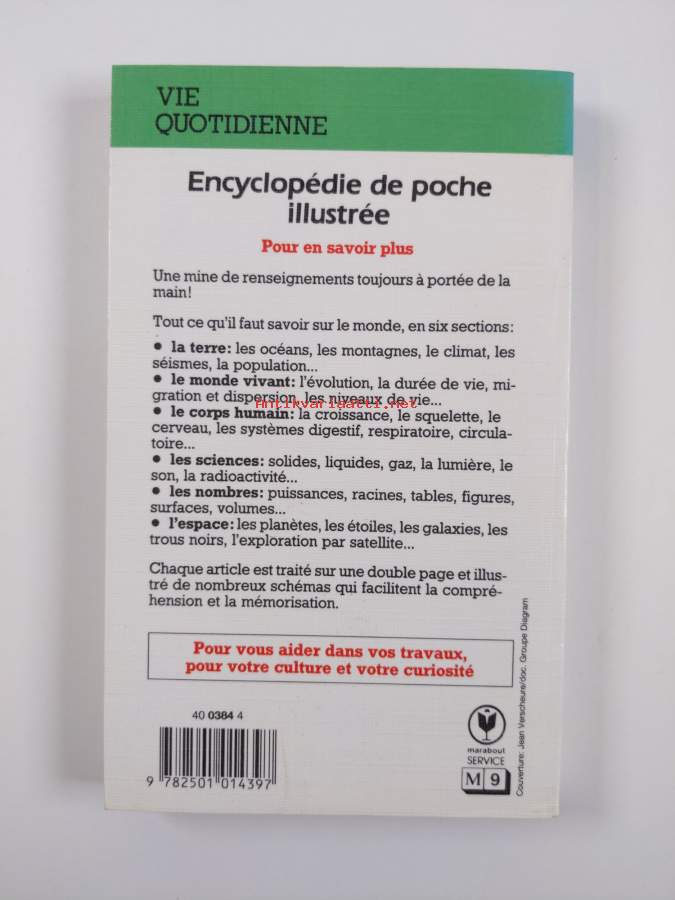 VIE
QUOTIDIENNE
Encyclopédie de poche
illustrée
Pour en savoir plus
Une mine de renseignements toujours à portée de la
main!
Tout ce qu'il faut savoir sur le monde, en six sections:
• la terre: les océans, les montagnes, le climat, les
séismes, la population...
• le monde vivant: l'évolution, la durée de vie, mi-
gration et dispersion, les niveaux de vie...
antikvariaatti.net
• le corps humain: la croissance, le squelette, le
cerveau, les systèmes digestif, respiratoire, circula-
toire...
• les sciences: solides, liquides, gaz, la lumière, le
son, la radioactivité...
• les nombres: puissances, racines, tables, figures,
surfaces, volumes...
• l'espace: les planètes, les étoiles, les galaxies, les
trous noirs, l'exploration par satellite...
Chaque article est traité sur une double page et illus-
tré de nombreux schémas qui facilitent la compré-
hension et la mémorisation.
Pour vous aider dans vos travaux,
pour votre culture et votre curiosité
40 0384 4
9 782501 014397
marabout
SERVICE
M 9
Couverture: Jean Verscheure/doc. Groupe Diagram